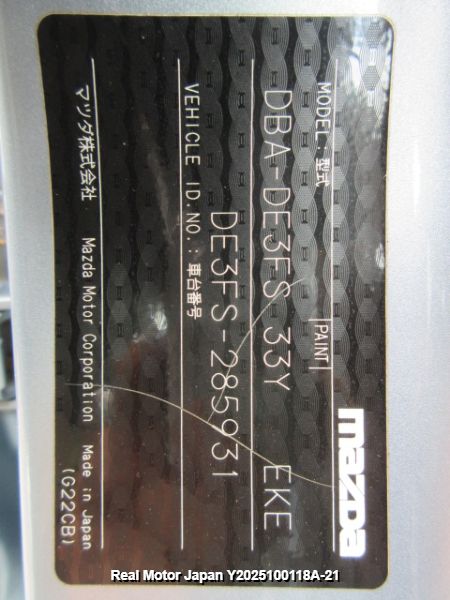 mazda
MODEL: 型式 |PAINT|
DBA-DE3FS 33Y EKE
VEHICLE ID.NO.: 車台番号
DE3FS-285931
マツダ株式会社 Mazda Motor Corporation Made in Japan
(G22CB)
Real Motor Japan Y2025100118A-21